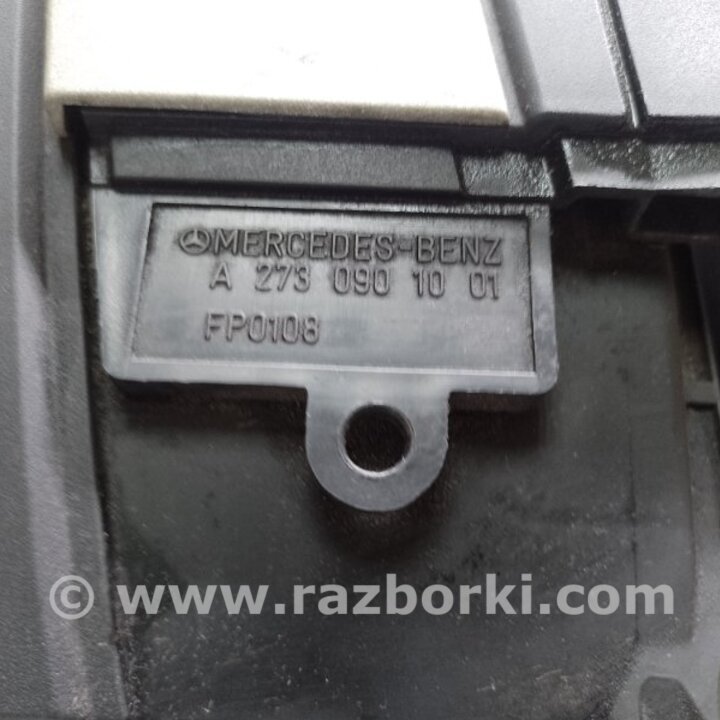 MERCEDES-BENZ
A 273 090 10 01
FP0108
© www.razborki.com